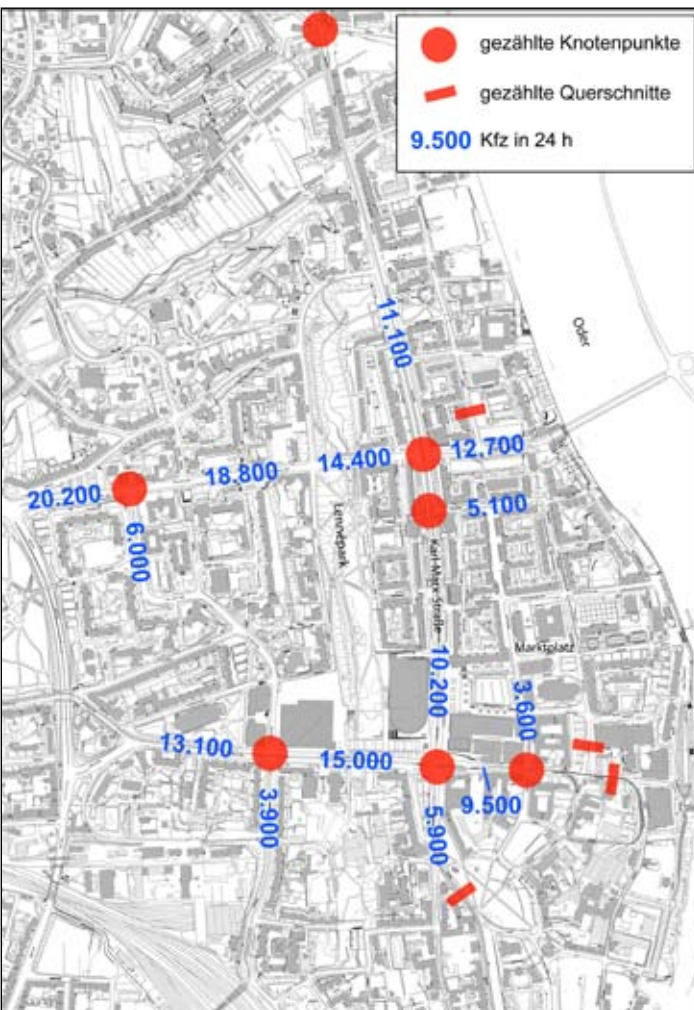 gezählte Knotenpunkte
gezählte Querschnitte
9.500 Kfz in 24 h
Oder
11.100
12.700
14.400
18.800
20.200
5.100
6.000
Lennépark
Karl-Marx-Straße
Marktplatz
10.200
3.600
13.100
15.000
9.500
3.900
5.900